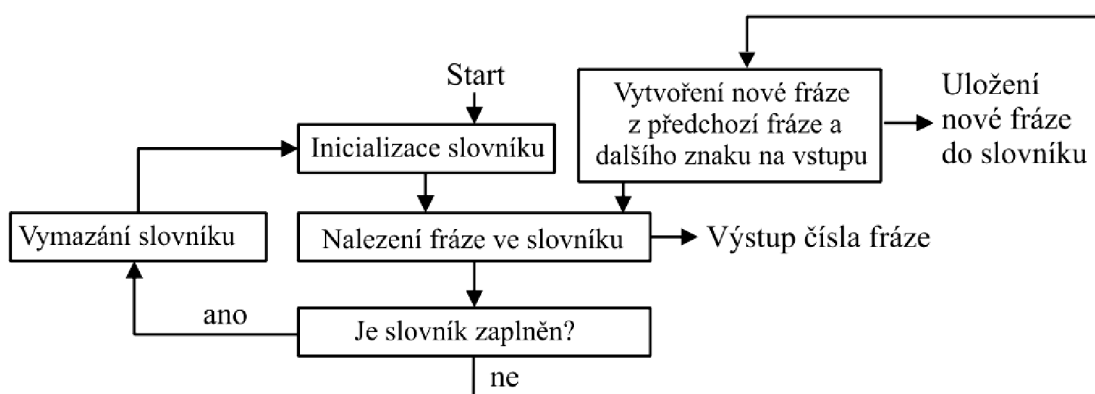 Start
Inicializace slovníku
Vytvoření nové fráze
z předchozí fráze a
dalšího znaku na vstupu
Uložení
nové fráze
do slovníku
Vymazání slovníku
Nalezení fráze ve slovníku
Výstup čísla fráze
ano
Je slovník zaplněn?
ne